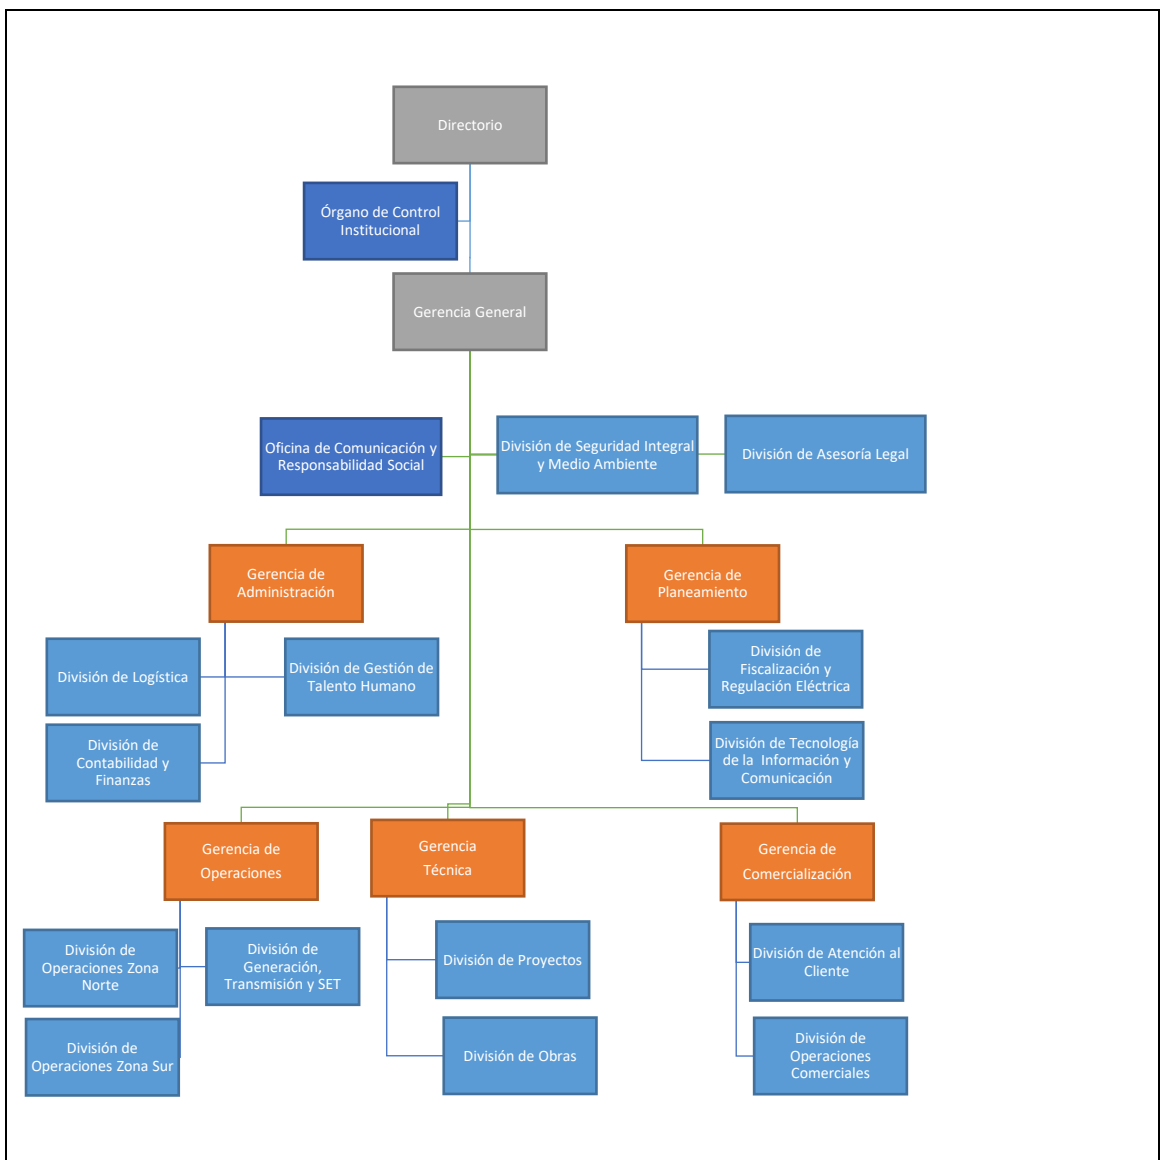 Directorio
Órgano de Control
Institucional
Gerencia General
Oficina de Comunicación y
Responsabilidad Social
División de Seguridad Integral
y Medio Ambiente
División de Asesoría Legal
Gerencia de
Administración
Gerencia de
Planeamiento
División de Logística
División de Gestión de
Talento Humano
División de
Fiscalización y
Regulación Eléctrica
División de
Contabilidad y
Finanzas
División de Tecnología
de la  Información y
Comunicación
Gerencia de
Operaciones
Gerencia
Técnica
Gerencia de
Comercialización
División de
Operaciones Zona
Norte
División de
Generación,
Transmisión y SET
División de Proyectos
División de Atención al
Cliente
División de
Operaciones Zona Sur
División de Obras
División de
Operaciones
Comerciales